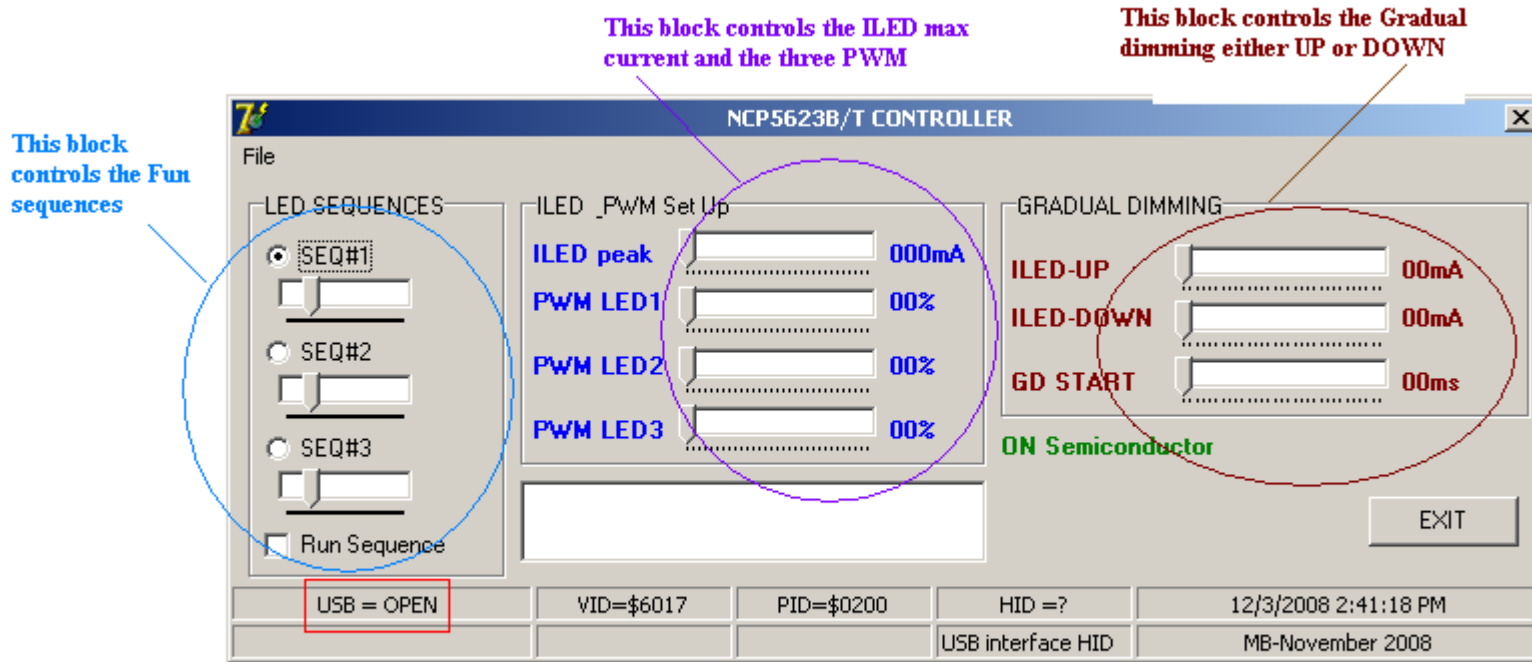 This block controls the ILED max
current and the three PWM
This block controls the Gradual
dimming either UP or DOWN
This block
controls the Fun
sequences
NCP5623B/T CONTROLLER
File
LED SEQUENCES
SEQ#1
SEQ#2
SEQ#3
Run Sequence
ILED _PWM Set Up
ILED peak 000mA
PWM LED1 00%
PWM LED2 00%
PWM LED3 00%
GRADUAL DIMMING
ILED-UP 00mA
ILED-DOWN 00mA
GD START 00ms
ON Semiconductor
EXIT
USB = OPEN VID=$6017 PID=$0200 HID =? 12/3/2008 2:41:18 PM
USB interface HID MB-November 2008